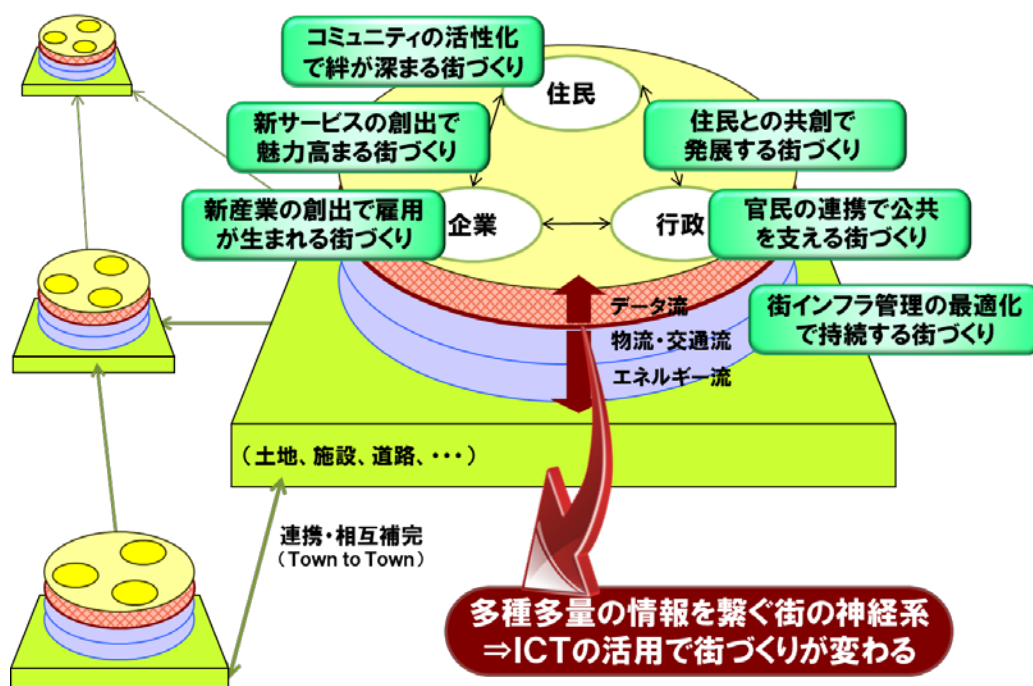 コミュニティの活性化
で絆が深まる街づくり
住民
新サービスの創出で
魅力高まる街づくり
住民との共創で
発展する街づくり
新産業の創出で雇用
が生まれる街づくり
企業
行政
官民の連携で公共
を支える街づくり
データ流
物流・交通流
エネルギー流
街インフラ管理の最適化
で持続する街づくり
（土地、施設、道路、・・・）
連携・相互補完
（Town to Town）
多種多量の情報を繋ぐ街の神経系
⇒ICTの活用で街づくりが変わる